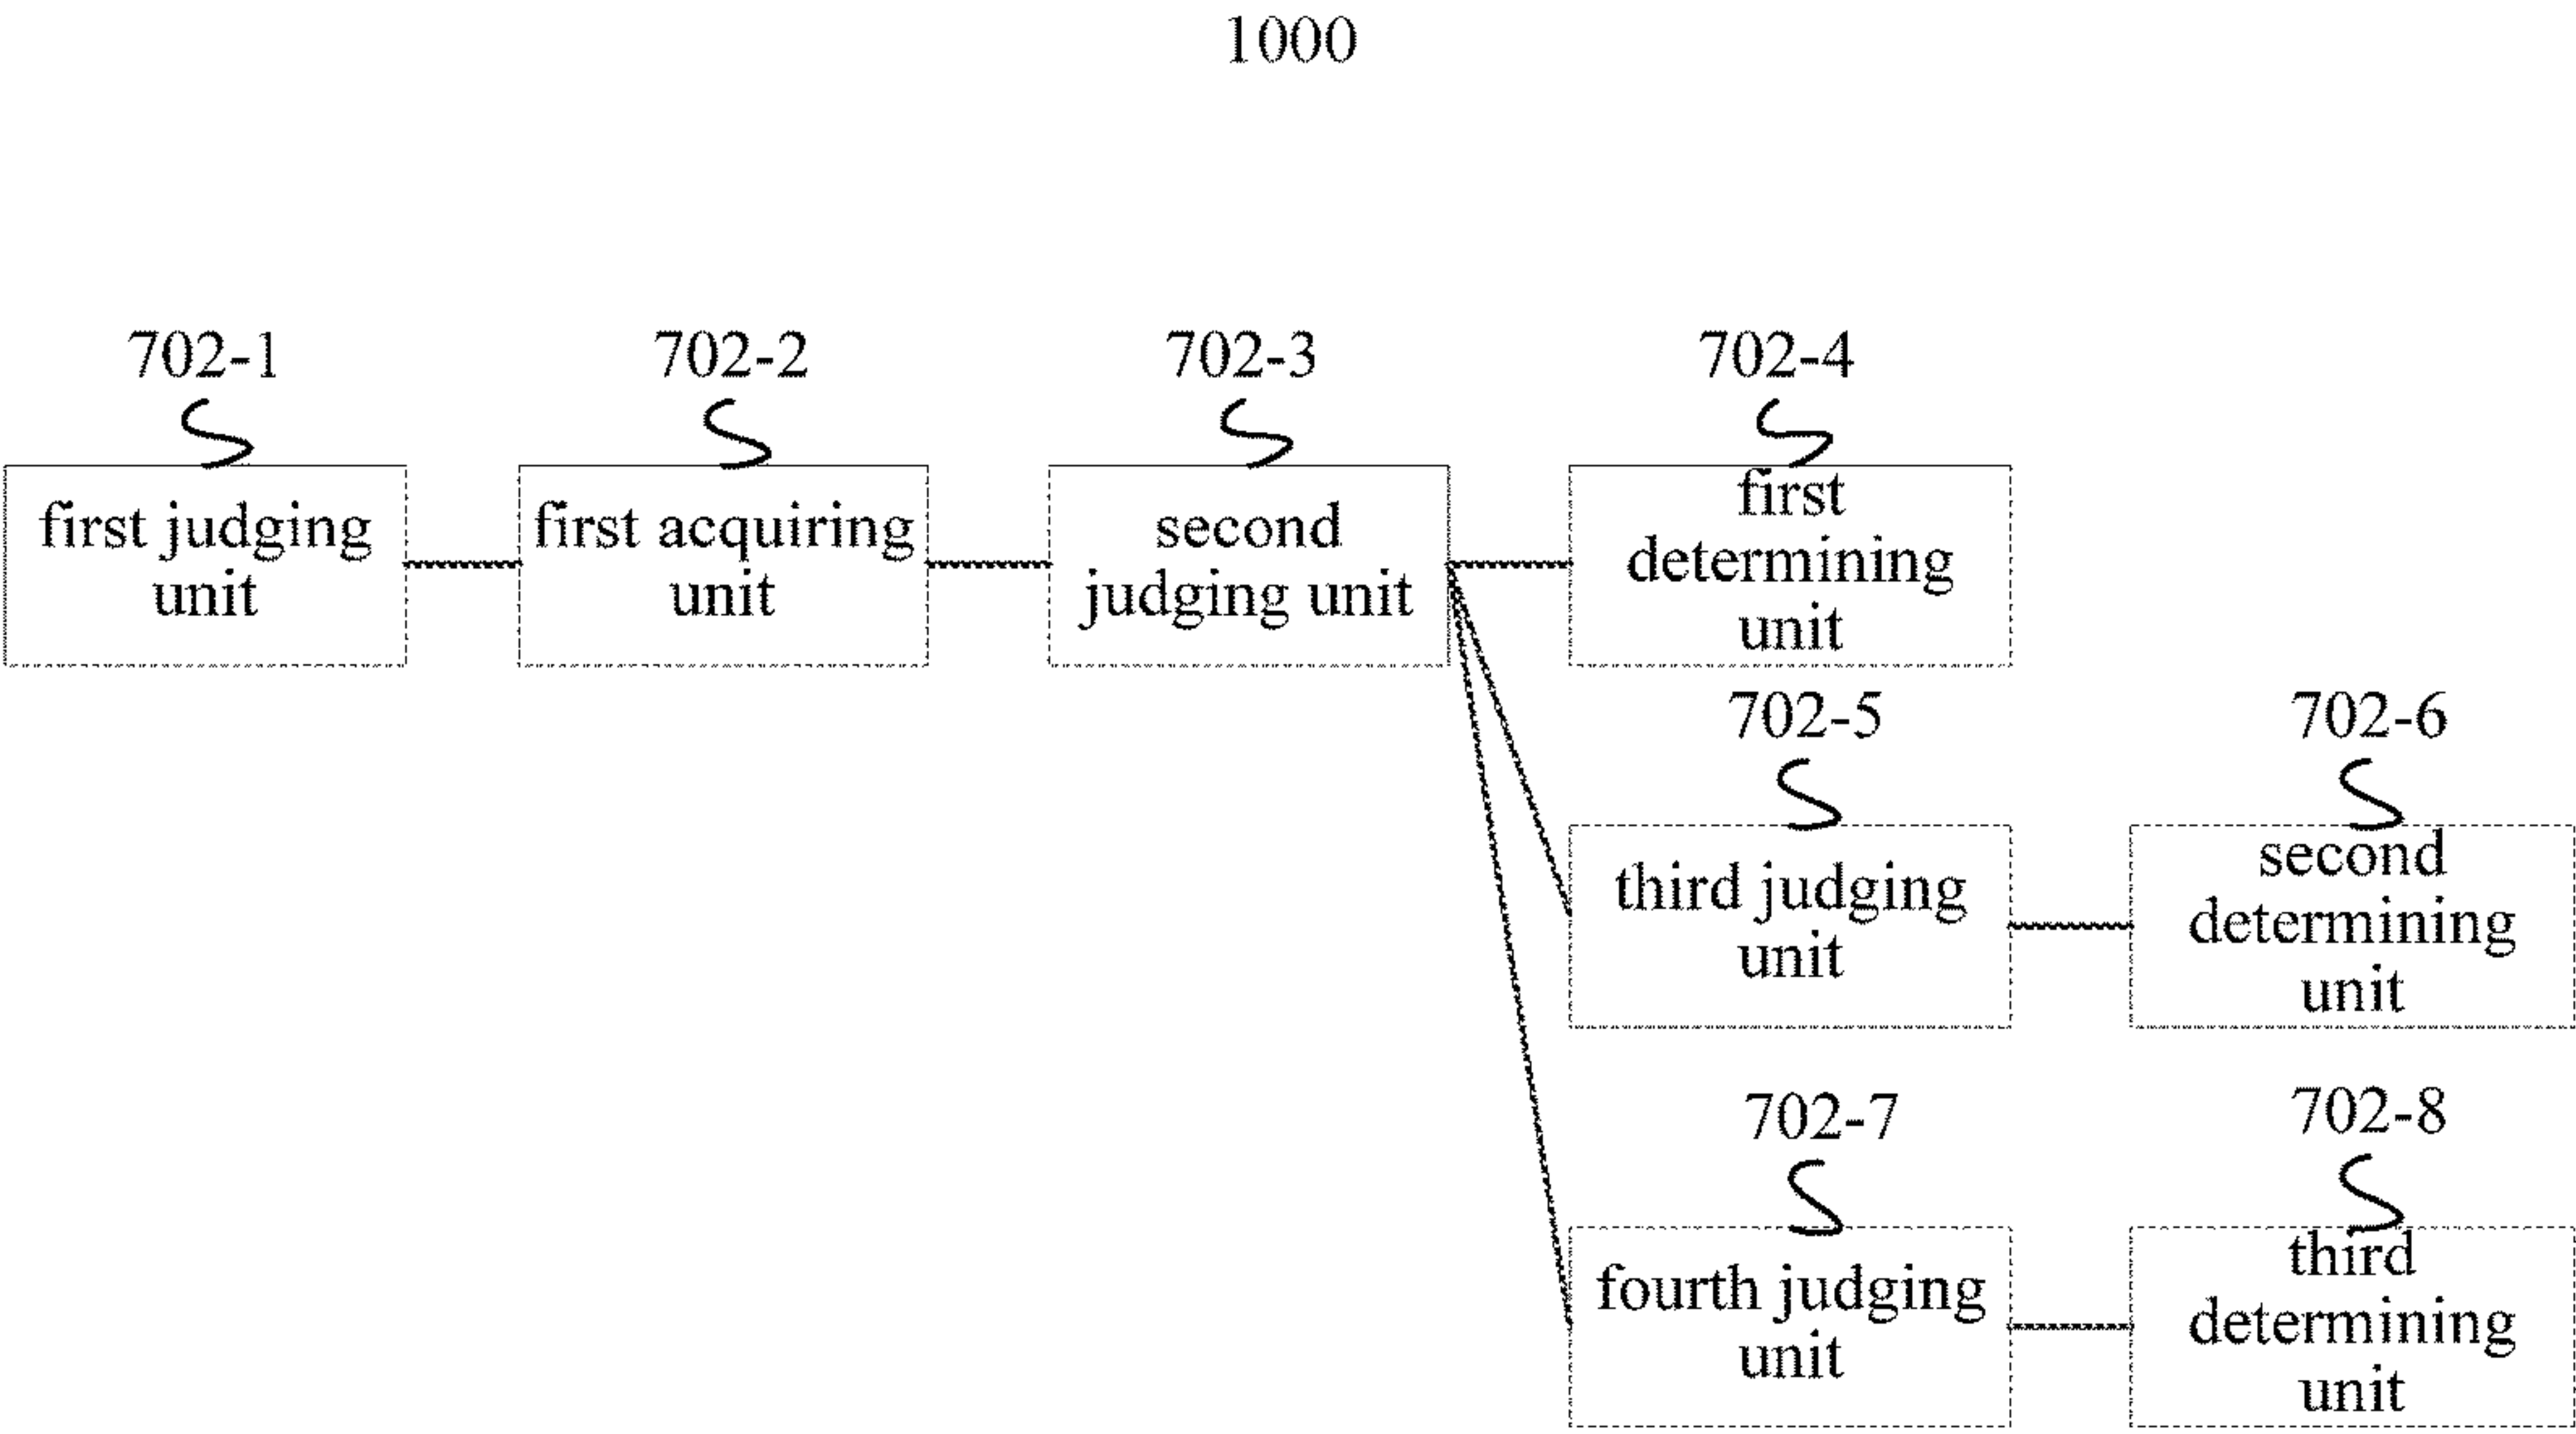 1000
702-1
702-2
702-3
702-4
first judging
unit
first acquiring
unit
second
judging unit
first
determining
unit
702-5
702-6
third judging
unit
second
determining
unit
702-7
702-8
fourth judging
unit
third
determining
unit